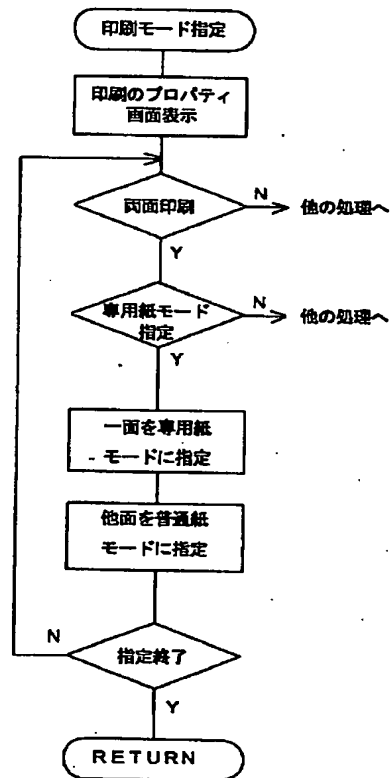 印刷モード指定
印刷のプロパティ
画面表示
両面印刷
N
他の処理へ
Y
専用紙モード
指定
N
他の処理へ
Y
一面を専用紙
モードに指定
他面を普通紙
モードに指定
N
指定終了
Y
RETURN